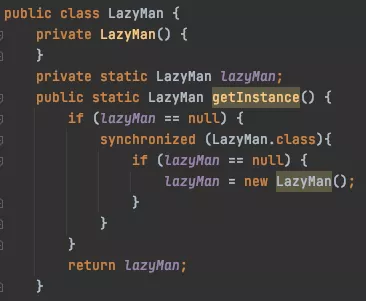 public class LazyMan {
    private LazyMan() {
    }
    private static LazyMan lazyMan;
    public static LazyMan getInstance() {
        if (lazyMan == null) {
            synchronized (LazyMan.class){
                if (lazyMan == null) {
                    lazyMan = new LazyMan();
                }
            }
        }
        return lazyMan;
    }